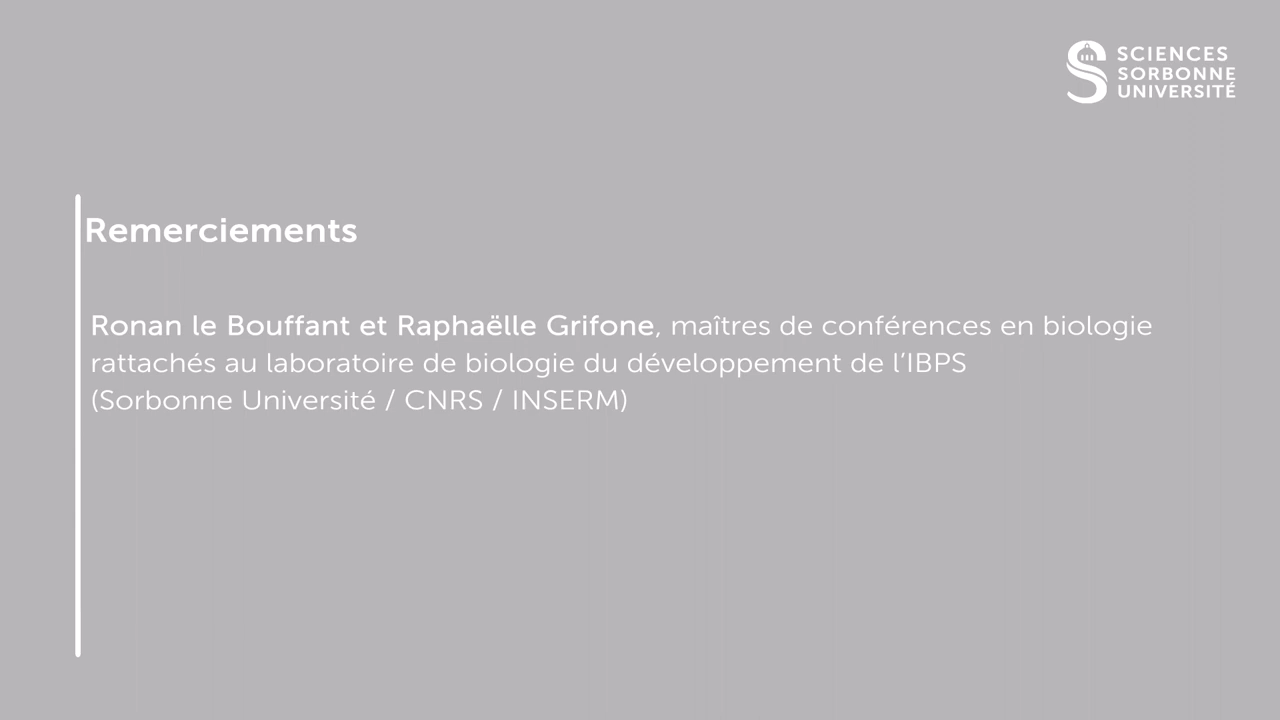 SCIENCES
SORBONNE
UNIVERSITÉ
Remerciements
Ronan le Bouffant et Raphaëlle Grifone, maîtres de conférences en biologie
rattachés au laboratoire de biologie du développement de l’IBPS
(Sorbonne Université / CNRS / INSERM)